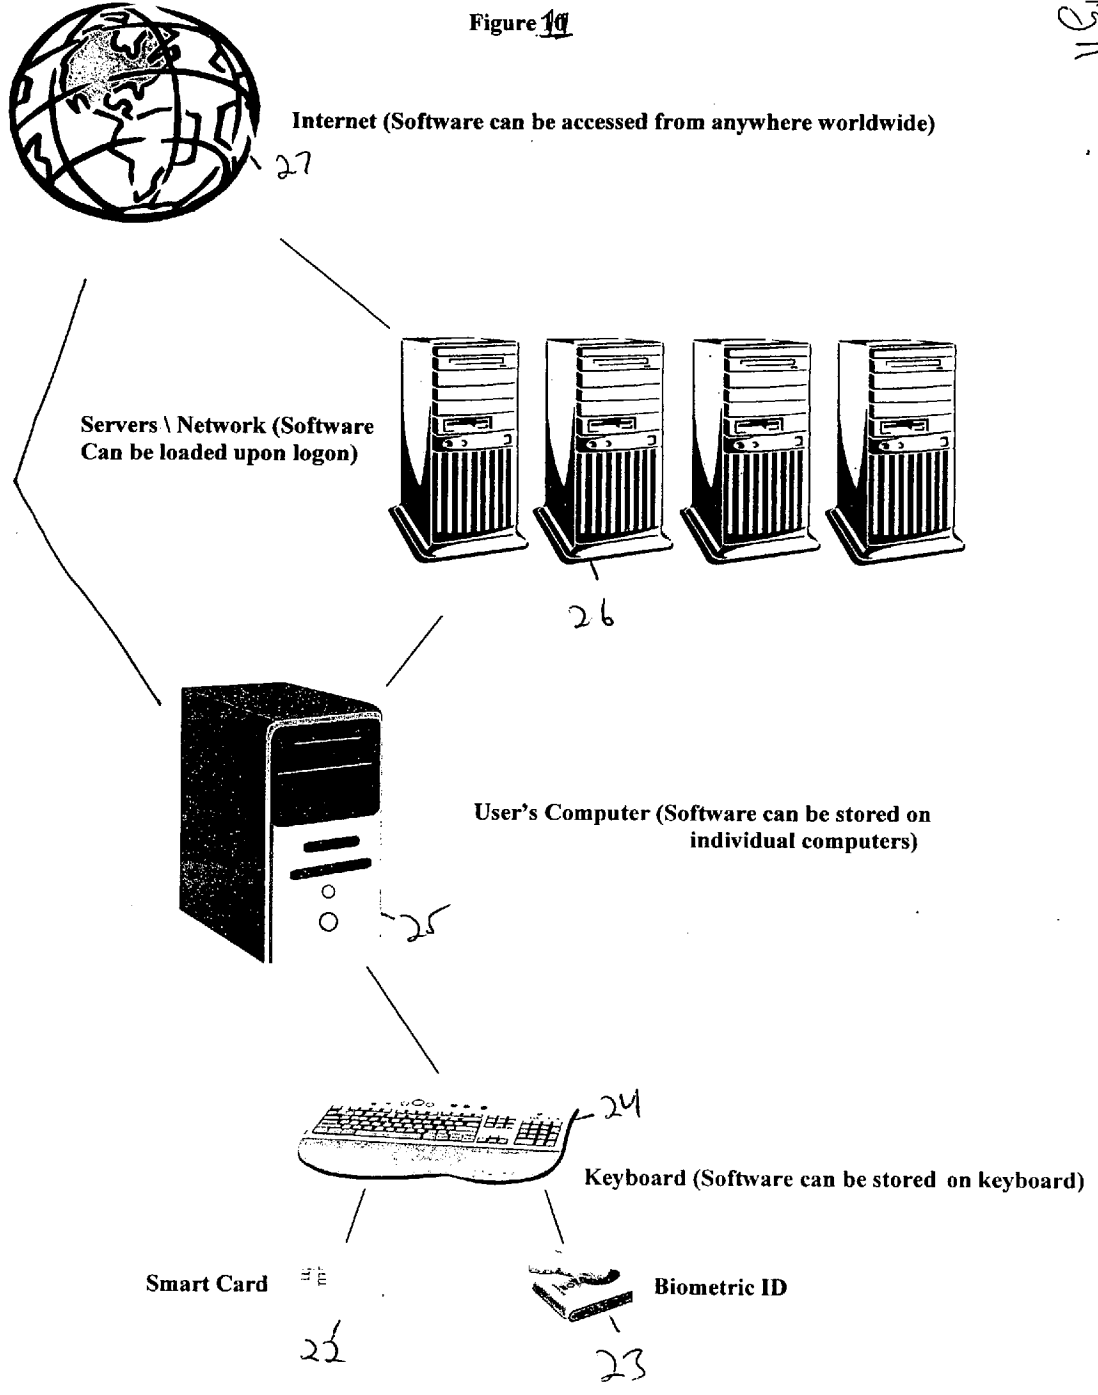 Figure 11
Internet (Software can be accessed from anywhere worldwide)
27
Servers \ Network (Software
Can be loaded upon logon)
26
User's Computer (Software can be stored on
individual computers)
25
24
Keyboard (Software can be stored on keyboard)
Smart Card
Biometric ID
22
23